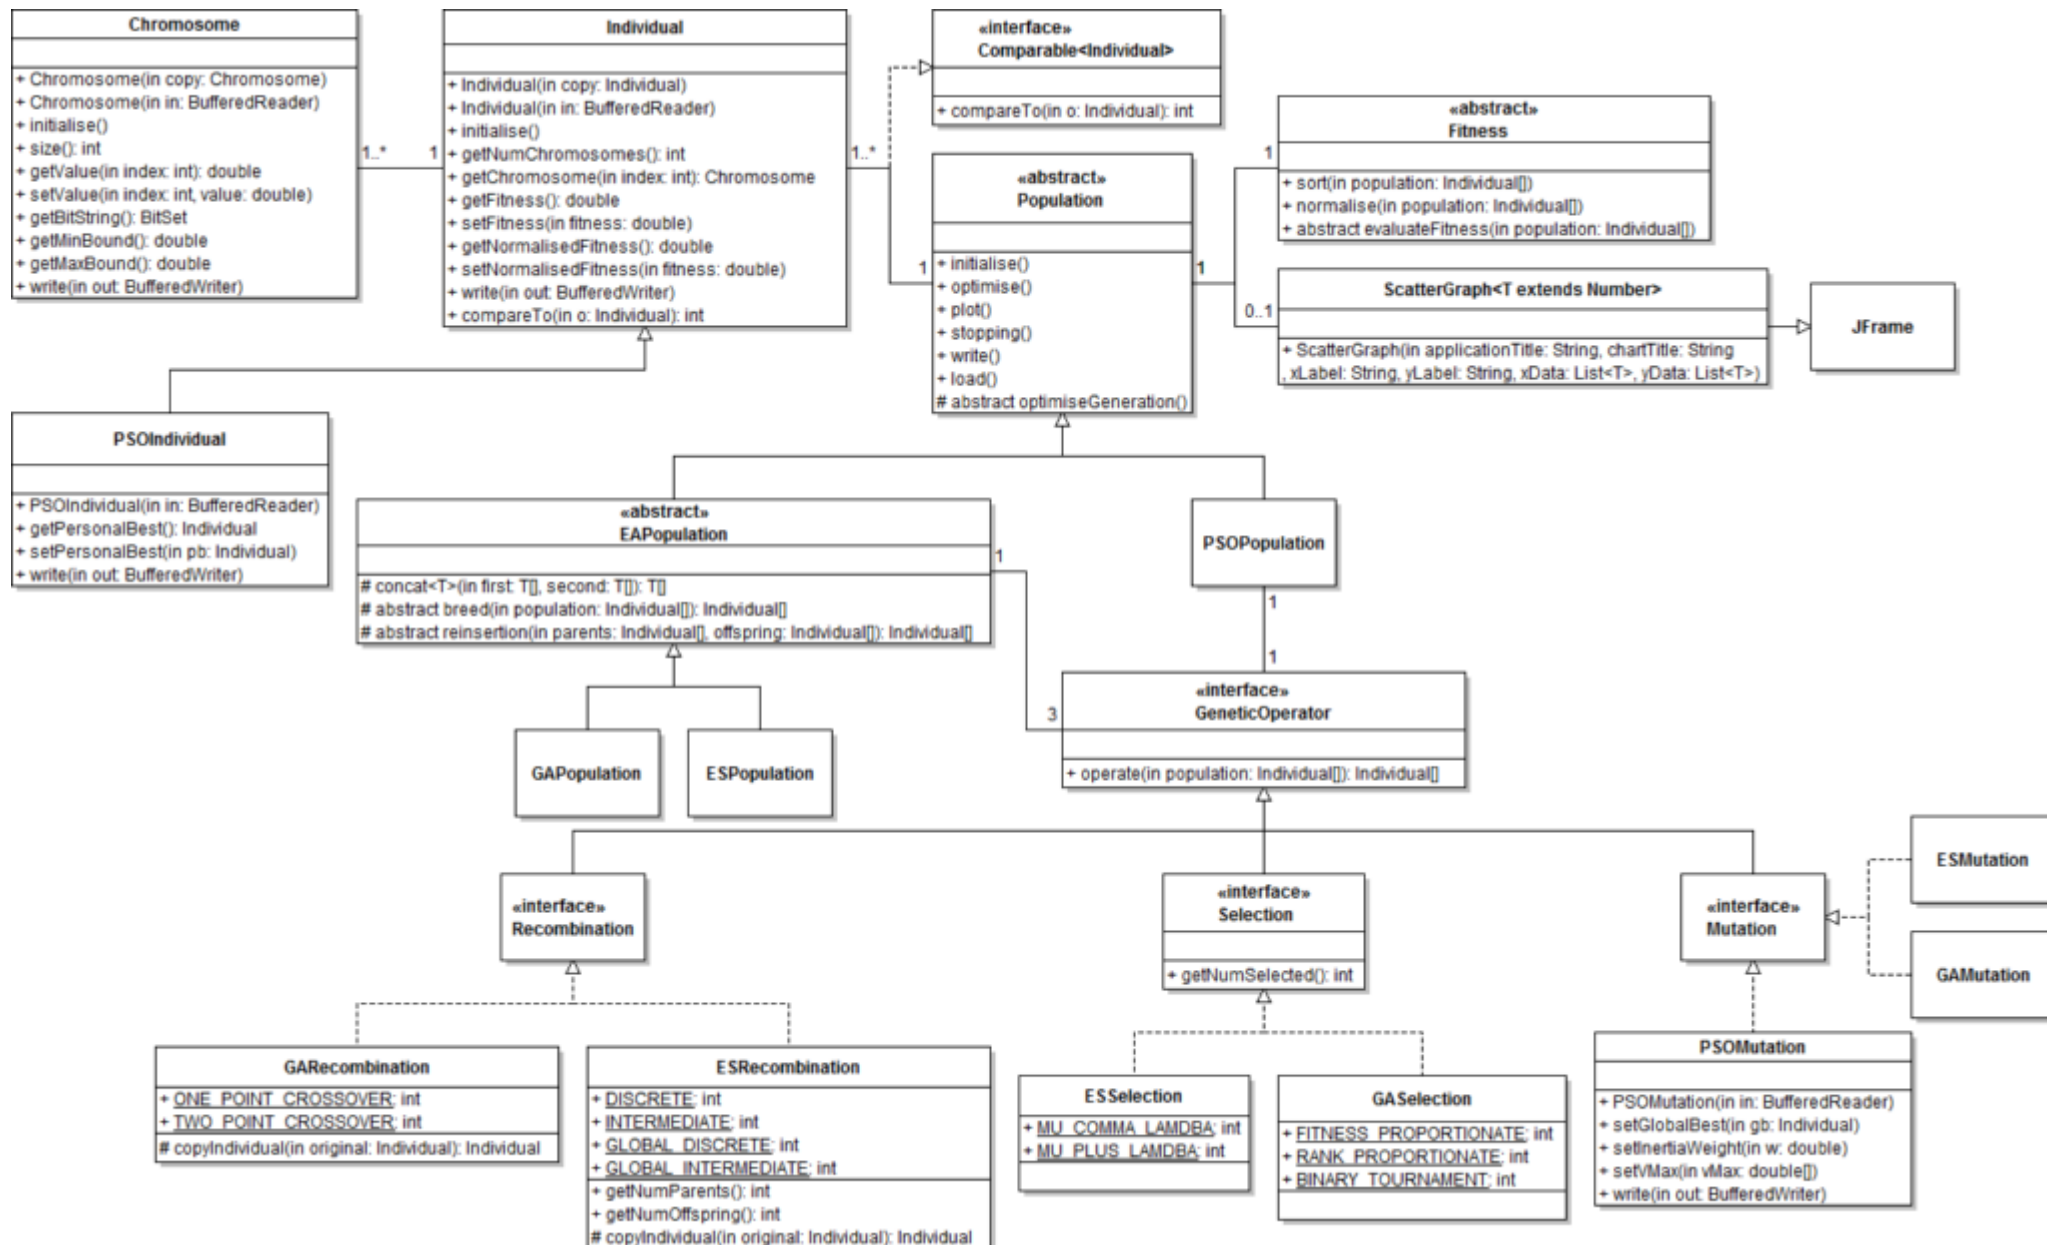 Chromosome
+ Chromosome(in copy: Chromosome)
+ Chromosome(in in: BufferedReader)
+ initialise()
+ size(): int
+ getValue(in index: int): double
+ setValue(in index: int, value: double)
+ getBitString(): BitSet
+ getMinBound(): double
+ getMaxBound(): double
+ write(in out: BufferedWriter)
1..*
1
Individual
+ Individual(in copy: Individual)
+ Individual(in in: BufferedReader)
+ initialise()
+ getNumChromosomes(): int
+ getChromosome(in index: int): Chromosome
+ getFitness(): double
+ setFitness(in fitness: double)
+ getNormalisedFitness(): double
+ setNormalisedFitness(in fitness: double)
+ write(in out: BufferedWriter)
+ compareTo(in o: Individual): int
1..*
1
«interface»
Comparable<Individual>
+ compareTo(in o: Individual): int
«abstract»
Population
+ initialise()
+ optimise()
+ plot()
+ stopping()
+ write()
+ load()
# abstract optimiseGeneration()
1
1
0..1
«abstract»
Fitness
+ sort(in population: Individual[])
+ normalise(in population: Individual[])
+ abstract evaluateFitness(in population: Individual[])
ScatterGraph<T extends Number>
+ ScatterGraph(in applicationTitle: String, chartTitle: String
, xLabel: String, yLabel: String, xData: List<T>, yData: List<T>)
JFrame
PSOIndividual
+ PSOIndividual(in in: BufferedReader)
+ getPersonalBest(): Individual
+ setPersonalBest(in pb: Individual)
+ write(in out: BufferedWriter)
«abstract»
EAPopulation
# concat<T>(in first: T[], second: T[]): T[]
# abstract breed(in population: Individual[]): Individual[]
# abstract reinsertion(in parents: Individual[], offspring: Individual[]): Individual[]
1
3
PSOPopulation
1
1
GAPopulation
ESPopulation
«interface»
GeneticOperator
+ operate(in population: Individual[]): Individual[]
«interface»
Recombination
«interface»
Selection
+ getNumSelected(): int
«interface»
Mutation
ESMutation
GAMutation
GARecombination
+ ONE_POINT_CROSSOVER: int
+ TWO_POINT_CROSSOVER: int
# copyIndividual(in original: Individual): Individual
ESRecombination
+ DISCRETE: int
+ INTERMEDIATE: int
+ GLOBAL_DISCRETE: int
+ GLOBAL_INTERMEDIATE: int
+ getNumParents(): int
+ getNumOffspring(): int
# copyIndividual(in original: Individual): Individual
ESSelection
+ MU_COMMA_LAMDBA: int
+ MU_PLUS_LAMDBA: int
GASelection
+ FITNESS_PROPORTIONATE: int
+ RANK_PROPORTIONATE: int
+ BINARY_TOURNAMENT: int
PSOMutation
+ PSOMutation(in in: BufferedReader)
+ setGlobalBest(in gb: Individual)
+ setInertiaWeight(in w: double)
+ setVMax(in vMax: double[])
+ write(in out: BufferedWriter)